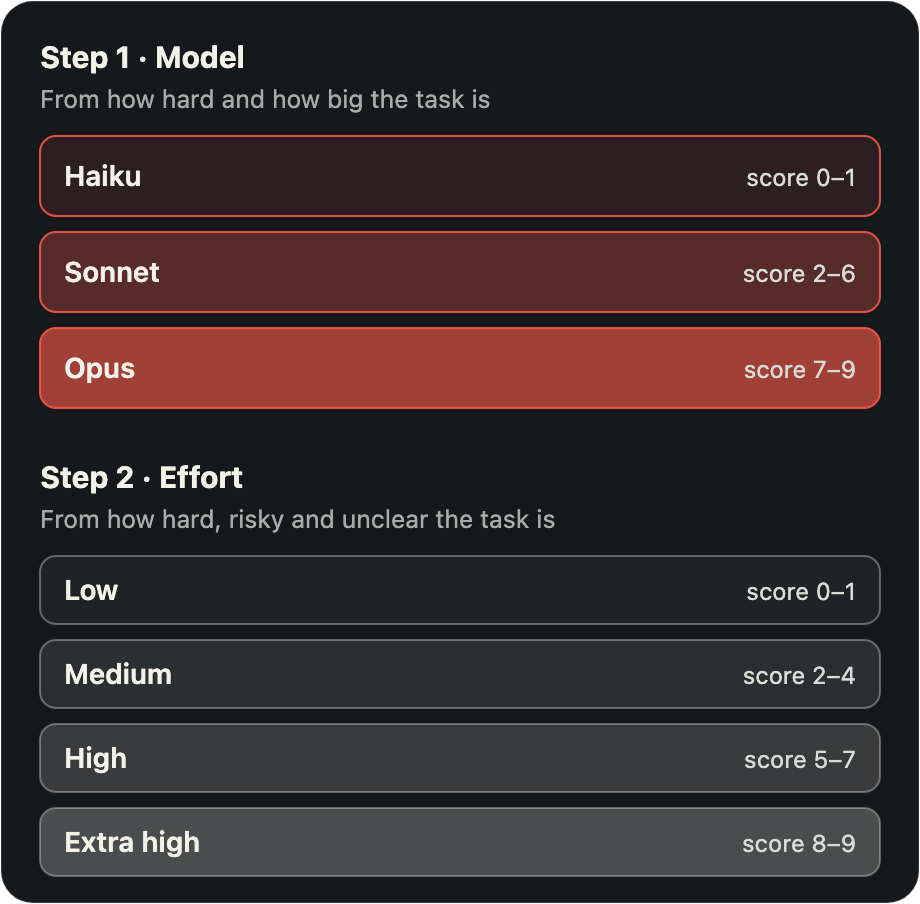 Step 1 · Model
From how hard and how big the task is
Haiku score 0–1
Sonnet score 2–6
Opus score 7–9
Step 2 · Effort
From how hard, risky and unclear the task is
Low score 0–1
Medium score 2–4
High score 5–7
Extra high score 8–9